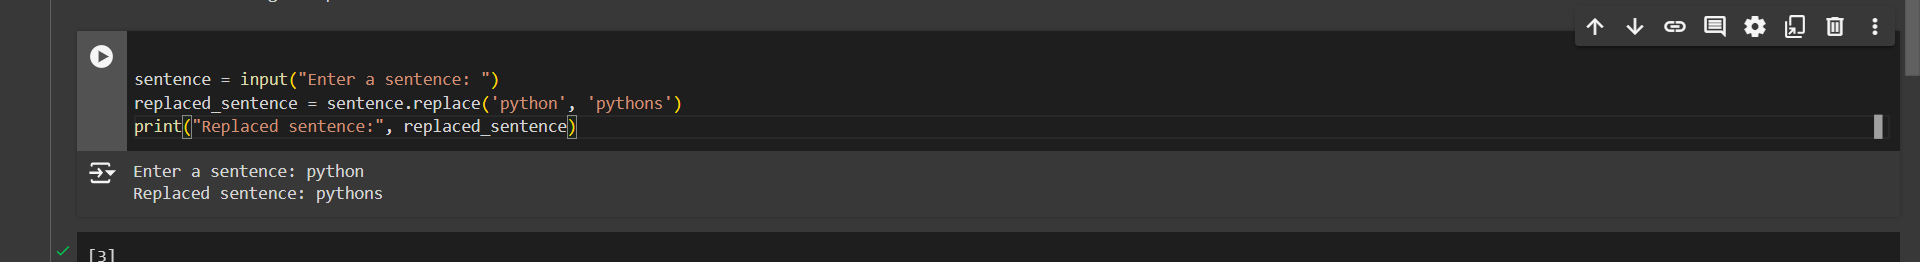 sentence = input("Enter a sentence: ")
replaced_sentence = sentence.replace('python', 'pythons')
print("Replaced sentence:", replaced_sentence)
Enter a sentence: python
Replaced sentence: pythons
[3]